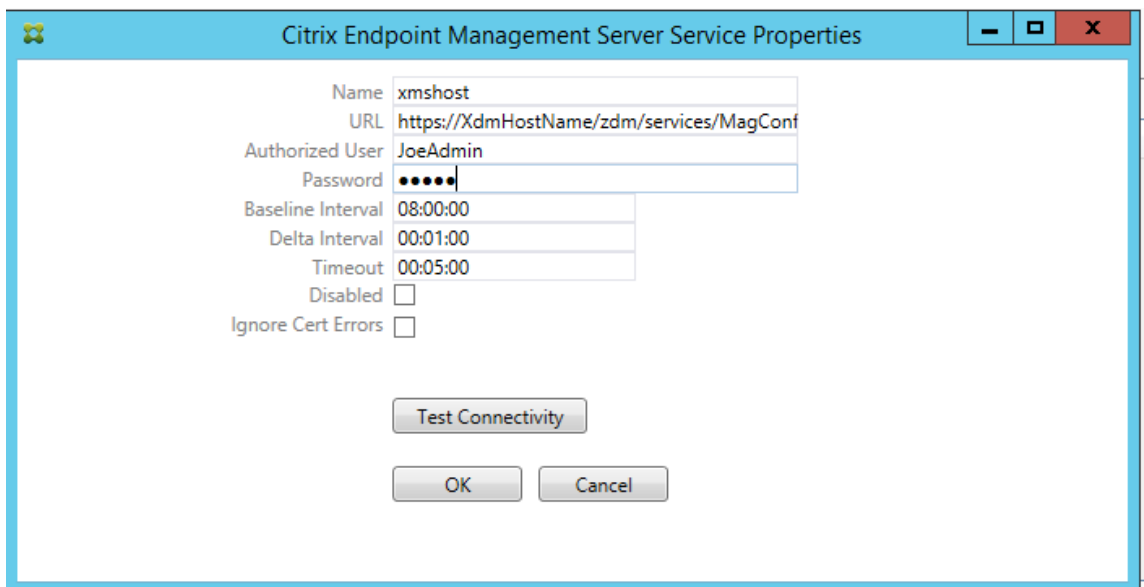 Citrix Endpoint Management Server Service Properties
Name xmshost
URL https://XdmHostName/zdm/services/MagConf
Authorized User JoeAdmin
Password •••••
Baseline Interval 08:00:00
Delta Interval 00:01:00
Timeout 00:05:00
Disabled
Ignore Cert Errors
Test Connectivity
OK Cancel